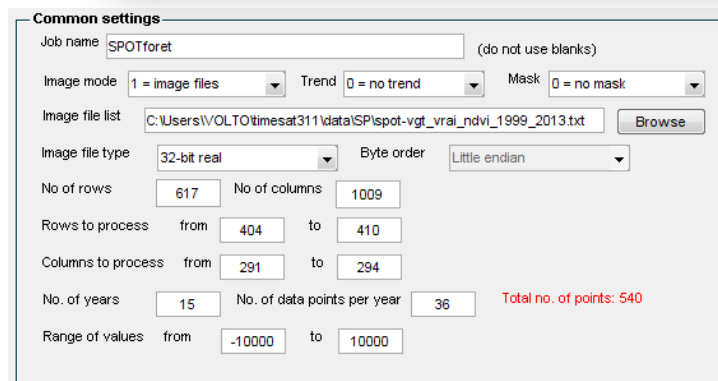 Common settings
Job name SPOTforet (do not use blanks)
Image mode 1 = image files Trend 0 = no trend Mask 0 = no mask
Image file list C:\Users\VOLTO\timesat311\data\SP\spot-vgt_vrai_ndvi_1999_2013.txt Browse
Image file type 32-bit real Byte order Little endian
No of rows 617 No of columns 1009
Rows to process from 404 to 410
Columns to process from 291 to 294
No. of years 15 No. of data points per year 36 Total no. of points: 540
Range of values from -10000 to 10000